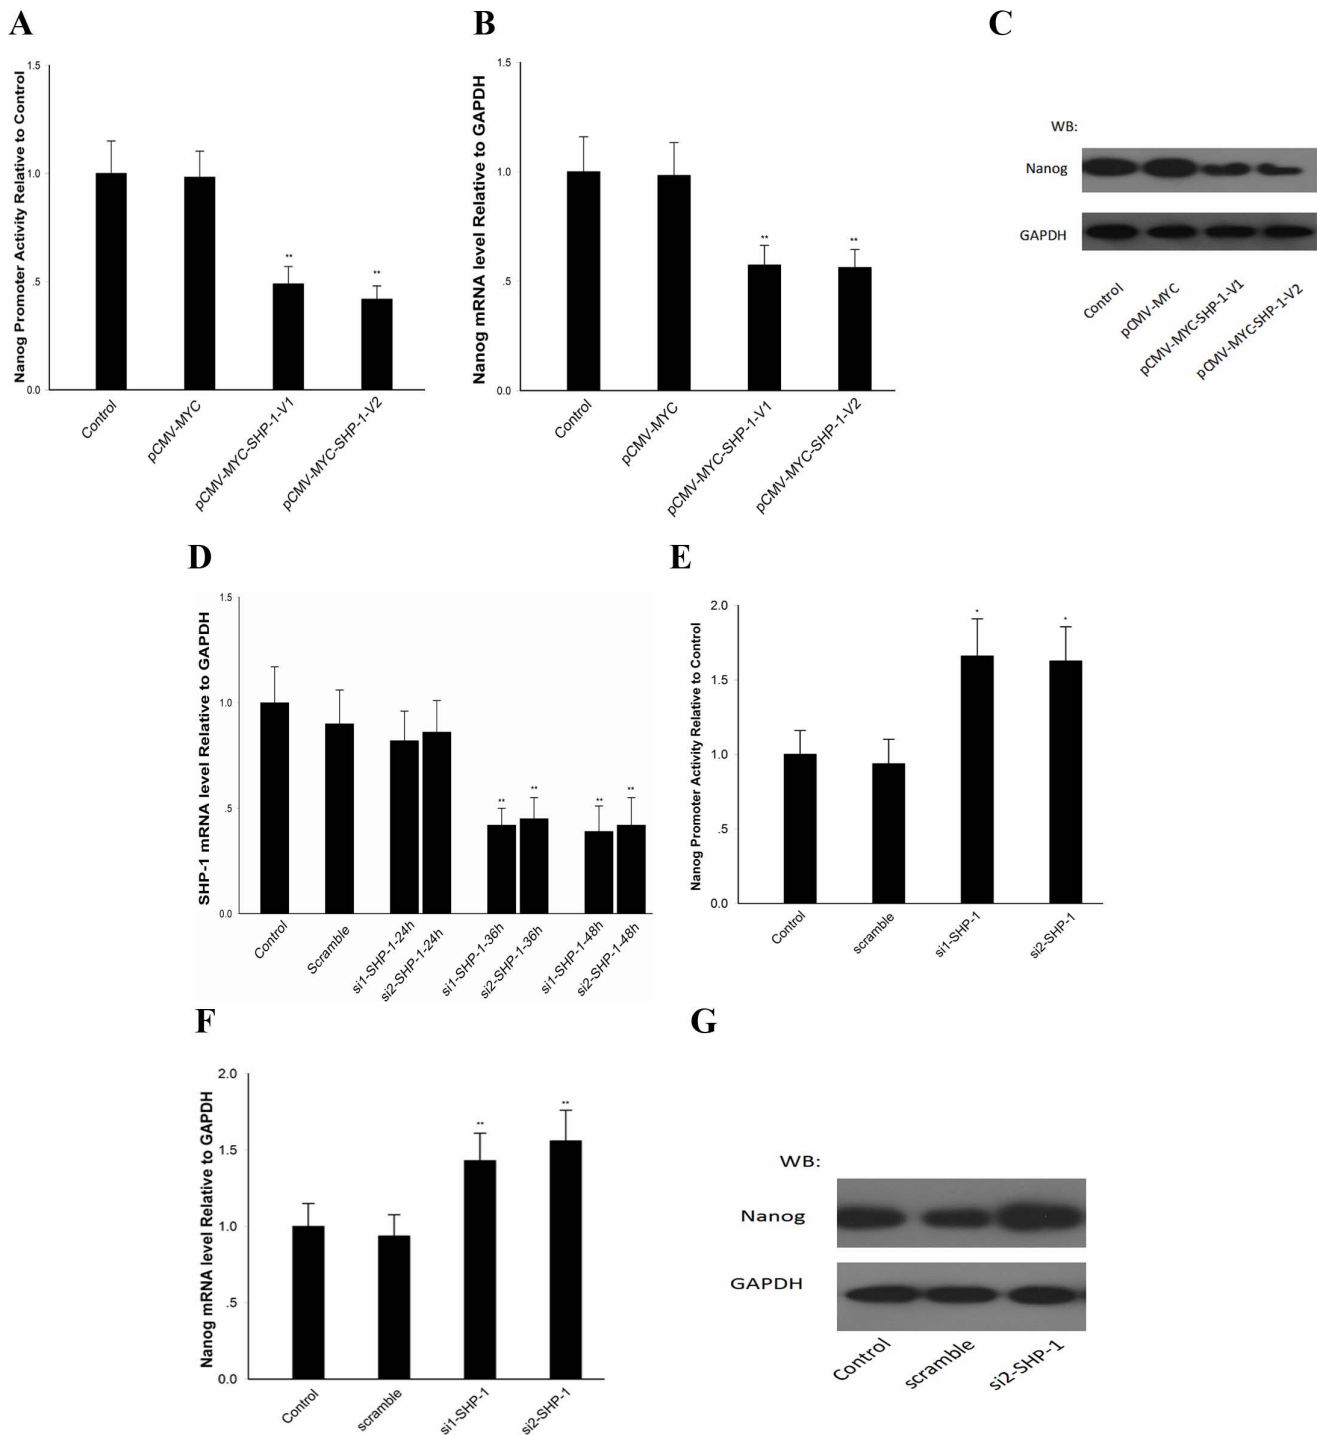 A
Nanog Promoter Activity Relative to Control
1.5
1.0
.5
0.0
**
**
Control
pCMV-MYC
pCMV-MYC-SHP-1-V1
pCMV-MYC-SHP-1-V2
B
Nanog mRNA level Relative to GAPDH
1.5
1.0
.5
0.0
**
**
Control
pCMV-MYC
pCMV-MYC-SHP-1-V1
pCMV-MYC-SHP-1-V2
C
WB:
Nanog
GAPDH
Control
pCMV-MYC
pCMV-MYC-SHP-1-V1
pCMV-MYC-SHP-1-V2
D
SHP-1 mRNA level Relative to GAPDH
1.5
1.0
.5
0.0
**
**
**
**
Control
Scramble
si1-SHP-1-24h
si2-SHP-1-24h
si1-SHP-1-36h
si2-SHP-1-36h
si1-SHP-1-48h
si2-SHP-1-48h
E
Nanog Promoter Activity Relative to Control
2.0
1.5
1.0
.5
0.0
*
*
Control
scramble
si1-SHP-1
si2-SHP-1
F
Nanog mRNA level Relative to GAPDH
2.0
1.5
1.0
.5
0.0
**
**
Control
scramble
si1-SHP-1
si2-SHP-1
G
WB:
Nanog
GAPDH
Control
scramble
si2-SHP-1